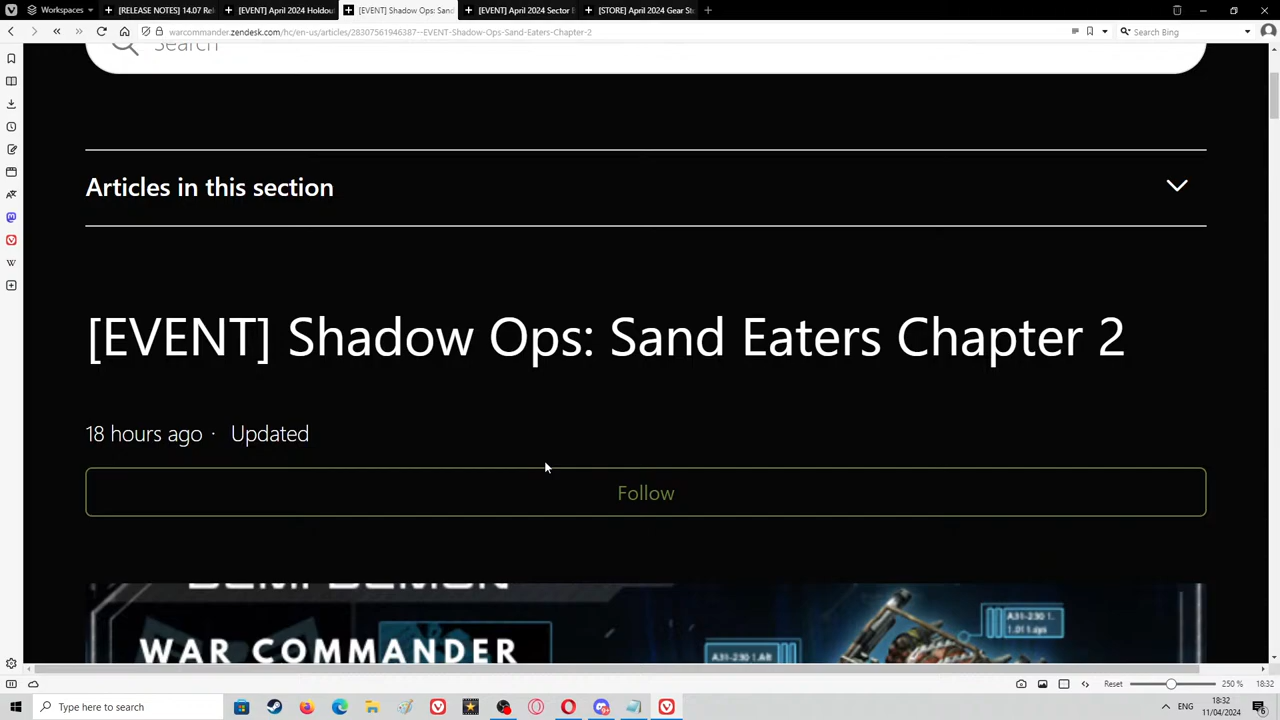 Workspaces
[RELEASE NOTES] 14.07 Re
[EVENT] April 2024 Holdou
[EVENT] Shadow Ops: Sand
[EVENT] April 2024 Sector
[STORE] April 2024 Gear St
warcommander.zendesk.com/hc/en-us/articles/28307561946387--EVENT-Shadow-Ops-Sand-Eaters-Chapter-2
Search Bing
Search
Articles in this section
[EVENT] Shadow Ops: Sand Eaters Chapter 2
18 hours ago · Updated
Follow
WAR COMMANDER
Reset
250 %
18:32
Type here to search
ENG
18:32
11/04/2024